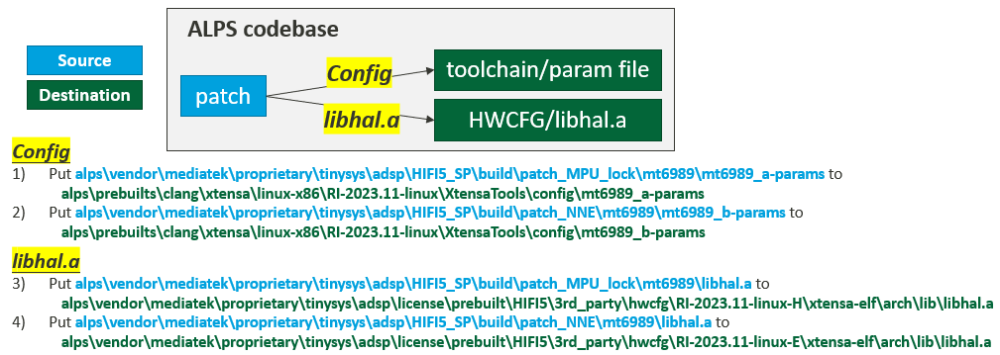 ALPS codebase
Source
Destination
patch
Config
toolchain/param file
libhal.a
HWCFG/libhal.a
Config
1) Put alps\vendor\mediatek\proprietary\tinysys\adsp\HIFI5_SP\build\patch_MPU_lock\mt6989\mt6989_a-params to
alps\prebuilts\clang\xtensa\linux-x86\RI-2023.11-linux\XtensaTools\config\mt6989_a-params
2) Put alps\vendor\mediatek\proprietary\tinysys\adsp\HIFI5_SP\build\patch_NNE\mt6989\mt6989_b-params to
alps\prebuilts\clang\xtensa\linux-x86\RI-2023.11-linux\XtensaTools\config\mt6989_b-params
libhal.a
3) Put alps\vendor\mediatek\proprietary\tinysys\adsp\HIFI5_SP\build\patch_MPU_lock\mt6989\libhal.a to
alps\vendor\mediatek\proprietary\tinysys\adsp\license\prebuilt\HIFI5\3rd_party\hwcfg\RI-2023.11-linux-H\xtensa-elf\arch\lib\libhal.a
4) Put alps\vendor\mediatek\proprietary\tinysys\adsp\HIFI5_SP\build\patch_NNE\mt6989\libhal.a to
alps\vendor\mediatek\proprietary\tinysys\adsp\license\prebuilt\HIFI5\3rd_party\hwcfg\RI-2023.11-linux-E\xtensa-elf\arch\lib\libhal.a